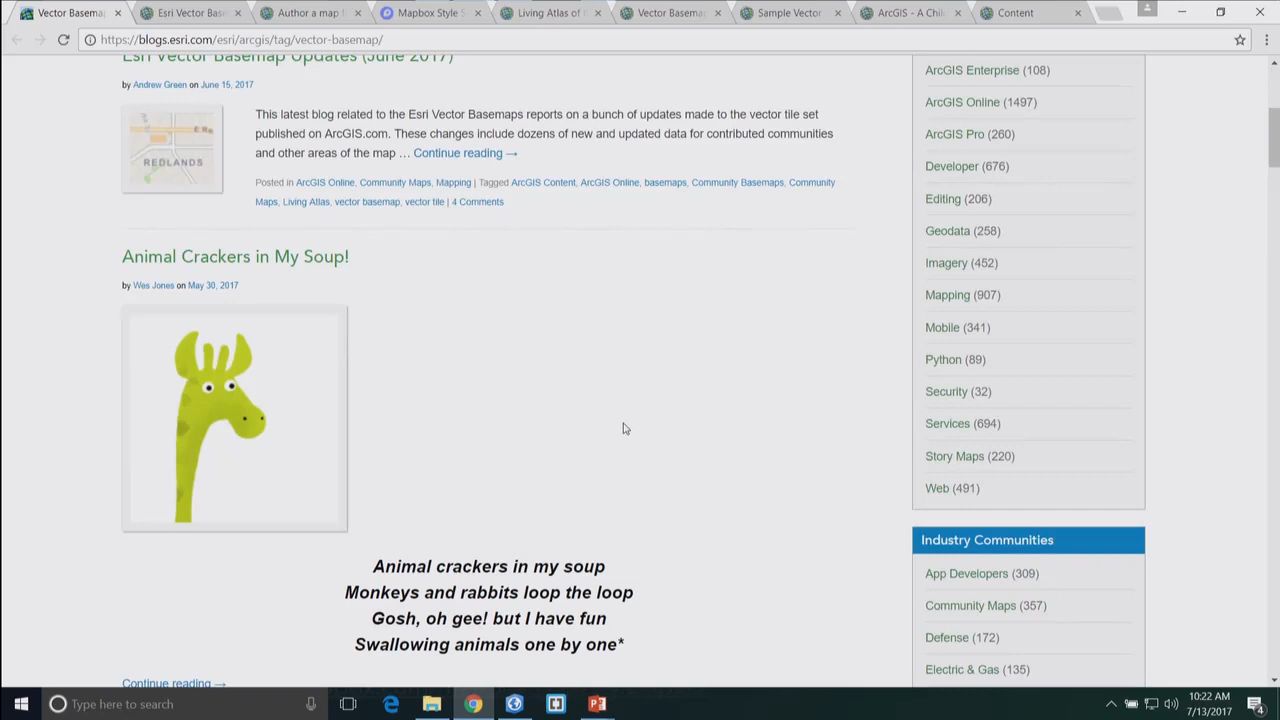 Vector Basema
Esri Vector Bas
Author a map
Mapbox Style S
Living Atlas of
Vector Basema
Sample Vector
ArcGIS - A Chil
Content
https://blogs.esri.com/esri/arcgis/tag/vector-basemap/
Esri Vector Basemap Updates (June 2017)
by Andrew Green on June 15, 2017
REDLANDS
This latest blog related to the Esri Vector Basemaps reports on a bunch of updates made to the vector tile set
published on ArcGIS.com. These changes include dozens of new and updated data for contributed communities
and other areas of the map … Continue reading →
Posted in ArcGIS Online, Community Maps, Mapping | Tagged ArcGIS Content, ArcGIS Online, basemaps, Community Basemaps, Community
Maps, Living Atlas, vector basemap, vector tile | 4 Comments
Animal Crackers in My Soup!
by Wes Jones on May 30, 2017
Animal crackers in my soup
Monkeys and rabbits loop the loop
Gosh, oh gee! but I have fun
Swallowing animals one by one*
Continue reading →
ArcGIS Enterprise (108)
ArcGIS Online (1497)
ArcGIS Pro (260)
Developer (676)
Editing (206)
Geodata (258)
Imagery (452)
Mapping (907)
Mobile (341)
Python (89)
Security (32)
Services (694)
Story Maps (220)
Web (491)
Industry Communities
App Developers (309)
Community Maps (357)
Defense (172)
Electric & Gas (135)
Type here to search
10:22 AM
7/13/2017
4